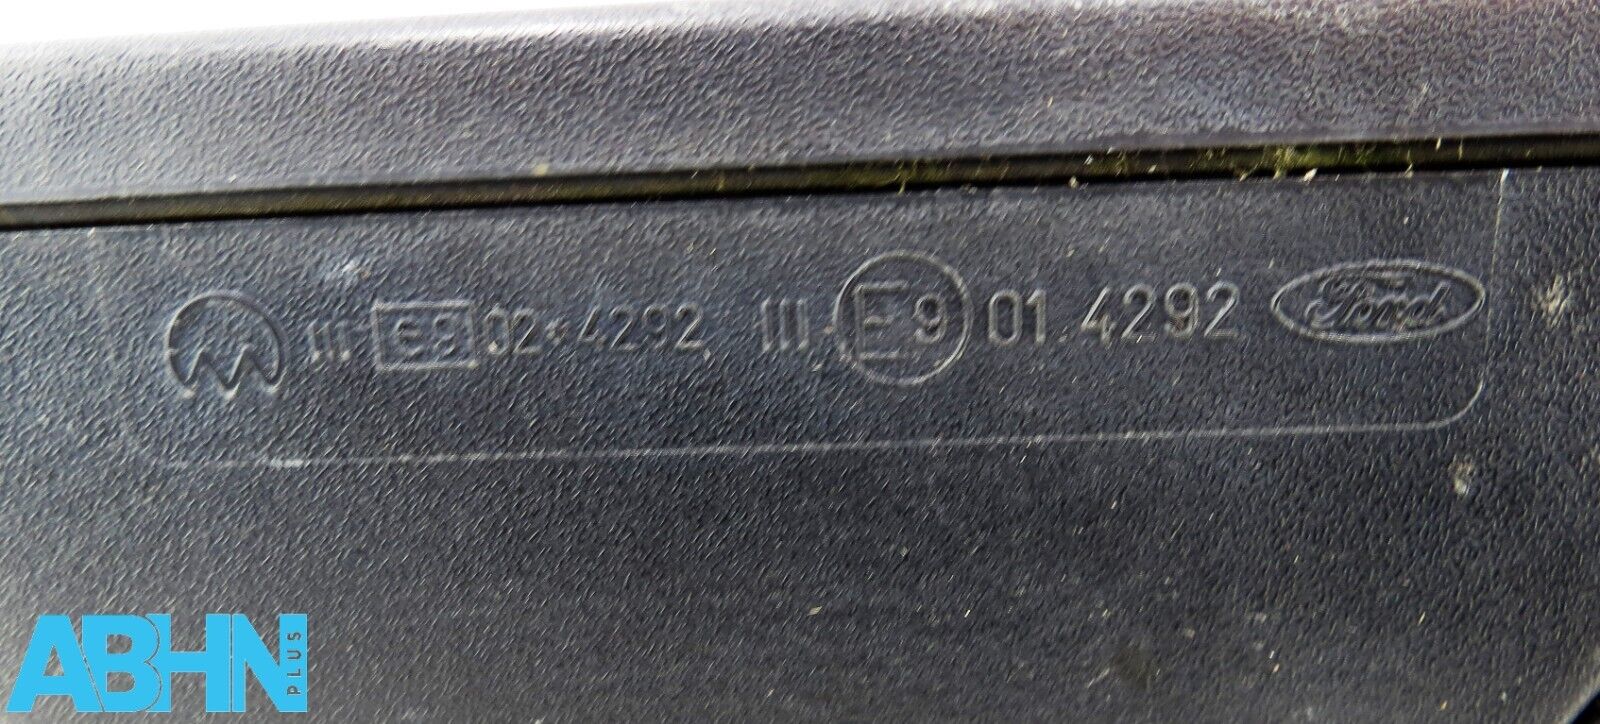 III e9 02*4292 III E9 01 4292 Ford
ABHN PLUS